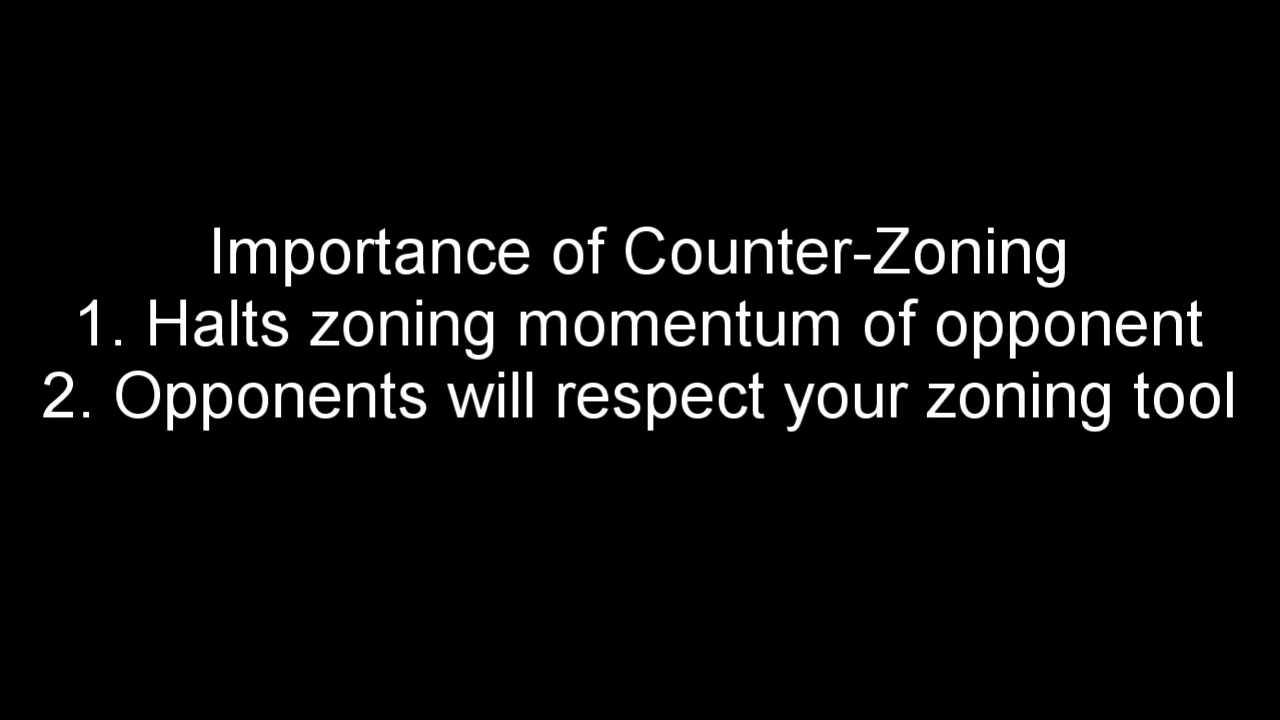 Importance of Counter-Zoning
1. Halts zoning momentum of opponent
2. Opponents will respect your zoning tool